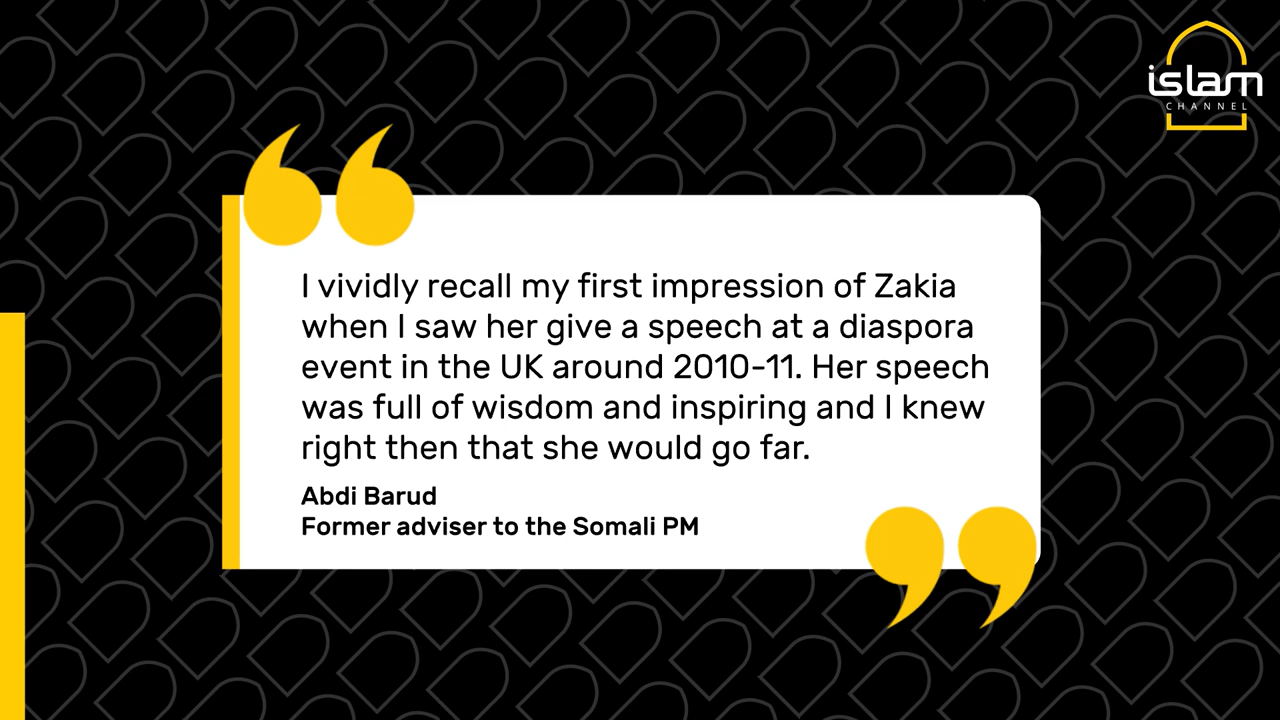 islam
CHANNEL
I vividly recall my first impression of Zakia
when I saw her give a speech at a diaspora
event in the UK around 2010-11. Her speech
was full of wisdom and inspiring and I knew
right then that she would go far.
Abdi Barud
Former adviser to the Somali PM